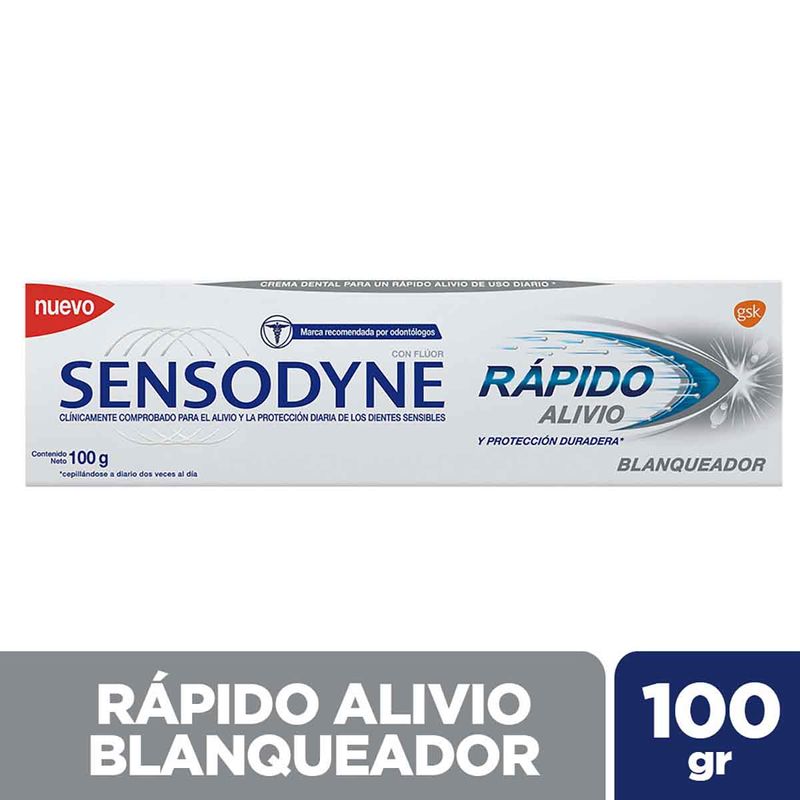 CREMA DENTAL PARA UN RÁPIDO ALIVIO DE USO DIARIO *
nuevo
Marca recomendada por odontólogos
CON FLÚOR
SENSODYNE
CLÍNICAMENTE COMPROBADO PARA EL ALIVIO Y LA PROTECCIÓN DIARIA DE LOS DIENTES SENSIBLES
Contenido
Neto 100 g
*cepillándose a diario dos veces al día
gsk
RÁPIDO
ALIVIO
Y PROTECCIÓN DURADERA*
BLANQUEADOR
RÁPIDO ALIVIO
BLANQUEADOR
100
gr